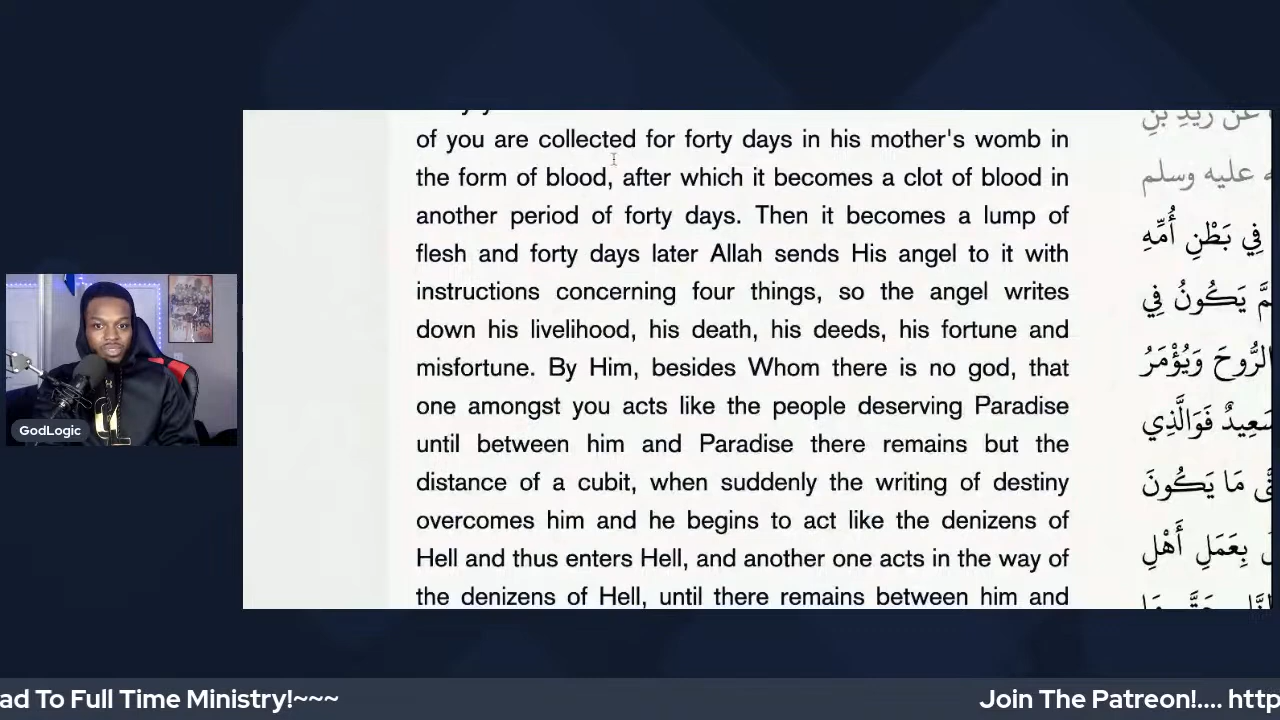 of you are collected for forty days in his mother's womb in
the form of blood, after which it becomes a clot of blood in
another period of forty days. Then it becomes a lump of
flesh and forty days later Allah sends His angel to it with
instructions concerning four things, so the angel writes
down his livelihood, his death, his deeds, his fortune and
misfortune. By Him, besides Whom there is no god, that
one amongst you acts like the people deserving Paradise
until between him and Paradise there remains but the
distance of a cubit, when suddenly the writing of destiny
overcomes him and he begins to act like the denizens of
Hell and thus enters Hell, and another one acts in the way of
the denizens of Hell, until there remains between him and
عن زيد بن
عليه وسلم
فِي بَطْنِ أُمِّهِ
يَكُونُ فِي
الرُّوحَ وَيُؤْمَرُ
سَعِيدٌ فَوَالَّذِي
مَا يَكُونَ
بِعَمَلِ أَهْلِ
GodLogic
ad To Full Time Ministry!~~~
Join The Patreon!.... http